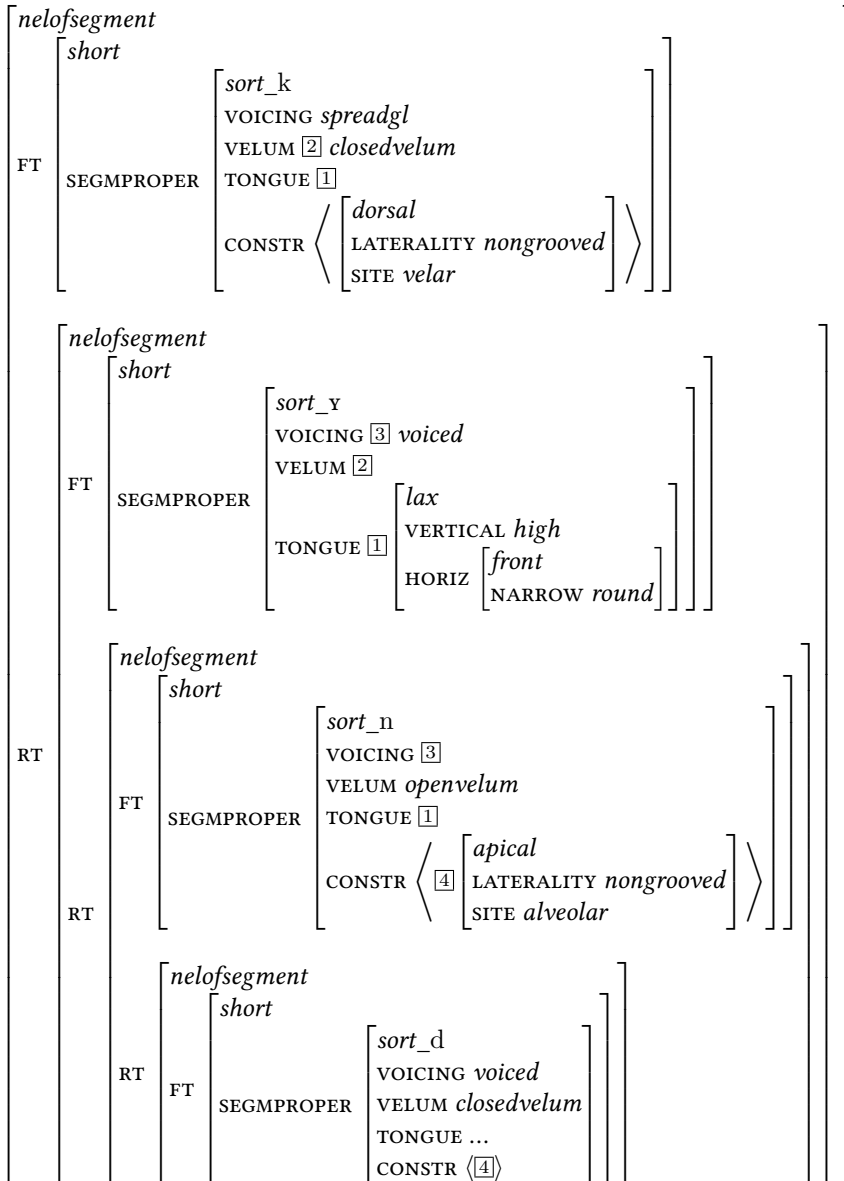 nelofsegment
short
sort_k
VOICING spreadgl
VELUM 2 closedvelum
FT SEGMPROPER TONGUE 1
dorsal
CONSTR ⟨ LATERALITY nongrooved ⟩
SITE velar
nelofsegment
short
sort_Y
VOICING 3 voiced
VELUM 2
FT SEGMPROPER
lax
VERTICAL high
TONGUE 1
HORIZ front
NARROW round
nelofsegment
short
sort_n
RT VOICING 3
VELUM openvelum
FT SEGMPROPER TONGUE 1
apical
CONSTR ⟨ 4 LATERALITY nongrooved ⟩
RT SITE alveolar
nelofsegment
short
sort_d
RT VOICING voiced
FT SEGMPROPER VELUM closedvelum
TONGUE ...
CONSTR ⟨4⟩